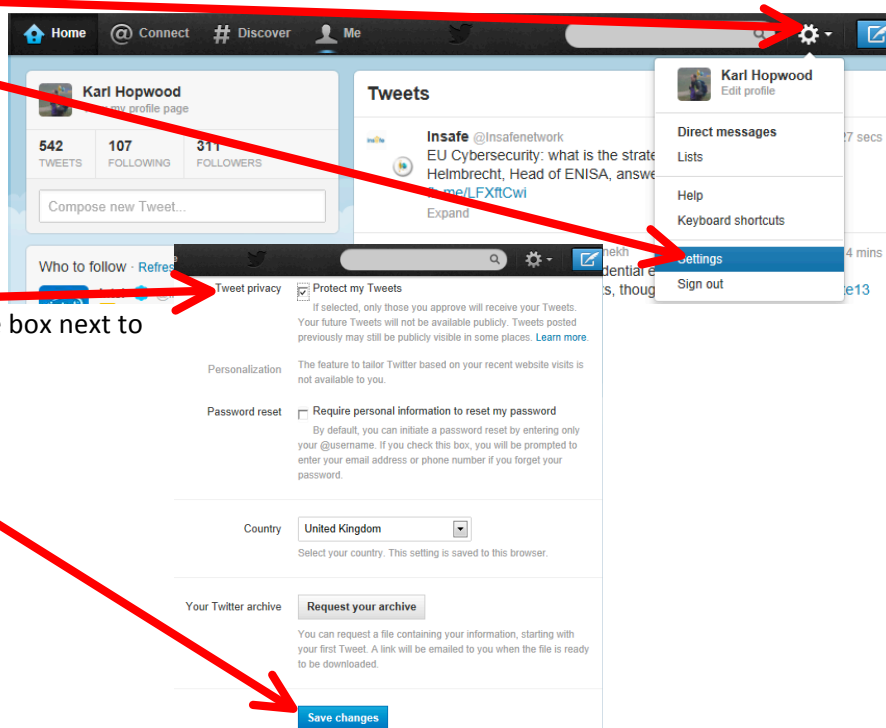 Home @ Connect # Discover Me
Karl Hopwood
my profile page
542 107 311
TWEETS FOLLOWING FOLLOWERS
Compose new Tweet...
Who to follow · Refres
Tweets
Insafe @Insafenetwork 27 secs
EU Cybersecurity: what is the strate
Helmbrecht, Head of ENISA, answe
me/LFXftCwi
Expand
nekh 4 mins
dential e
s, thoug e13
Karl Hopwood
Edit profile
Direct messages
Lists
Help
Keyboard shortcuts
Settings
Sign out
box next to
Tweet privacy Protect my Tweets
If selected, only those you approve will receive your Tweets.
Your future Tweets will not be available publicly. Tweets posted
previously may still be publicly visible in some places. Learn more.
Personalization The feature to tailor Twitter based on your recent website visits is
not available to you.
Password reset Require personal information to reset my password
By default, you can initiate a password reset by entering only
your @username. If you check this box, you will be prompted to
enter your email address or phone number if you forget your
password.
Country United Kingdom
Select your country. This setting is saved to this browser.
Your Twitter archive Request your archive
You can request a file containing your information, starting with
your first Tweet. A link will be emailed to you when the file is ready
to be downloaded.
Save changes